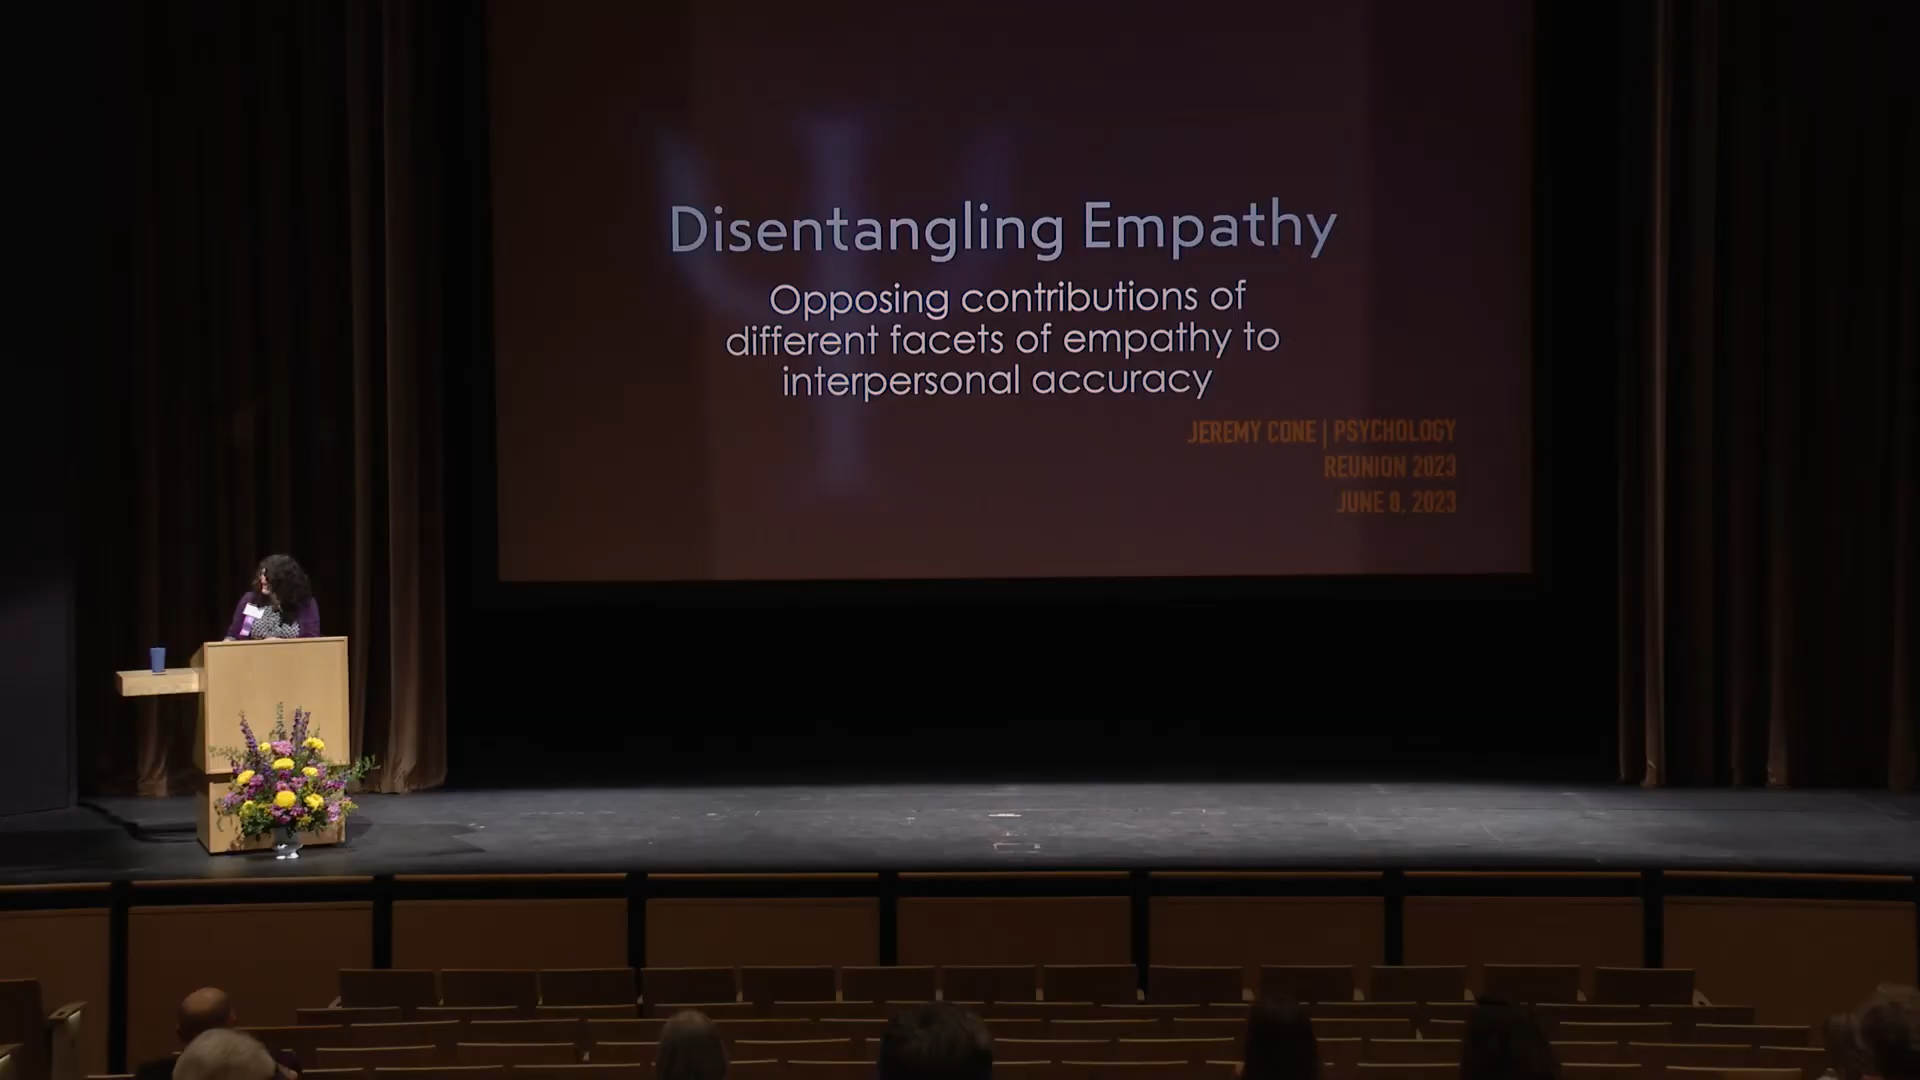 Disentangling Empathy
Opposing contributions of
different facets of empathy to
interpersonal accuracy
JEREMY CONE | PSYCHOLOGY
REUNION 2023
JUNE 8, 2023